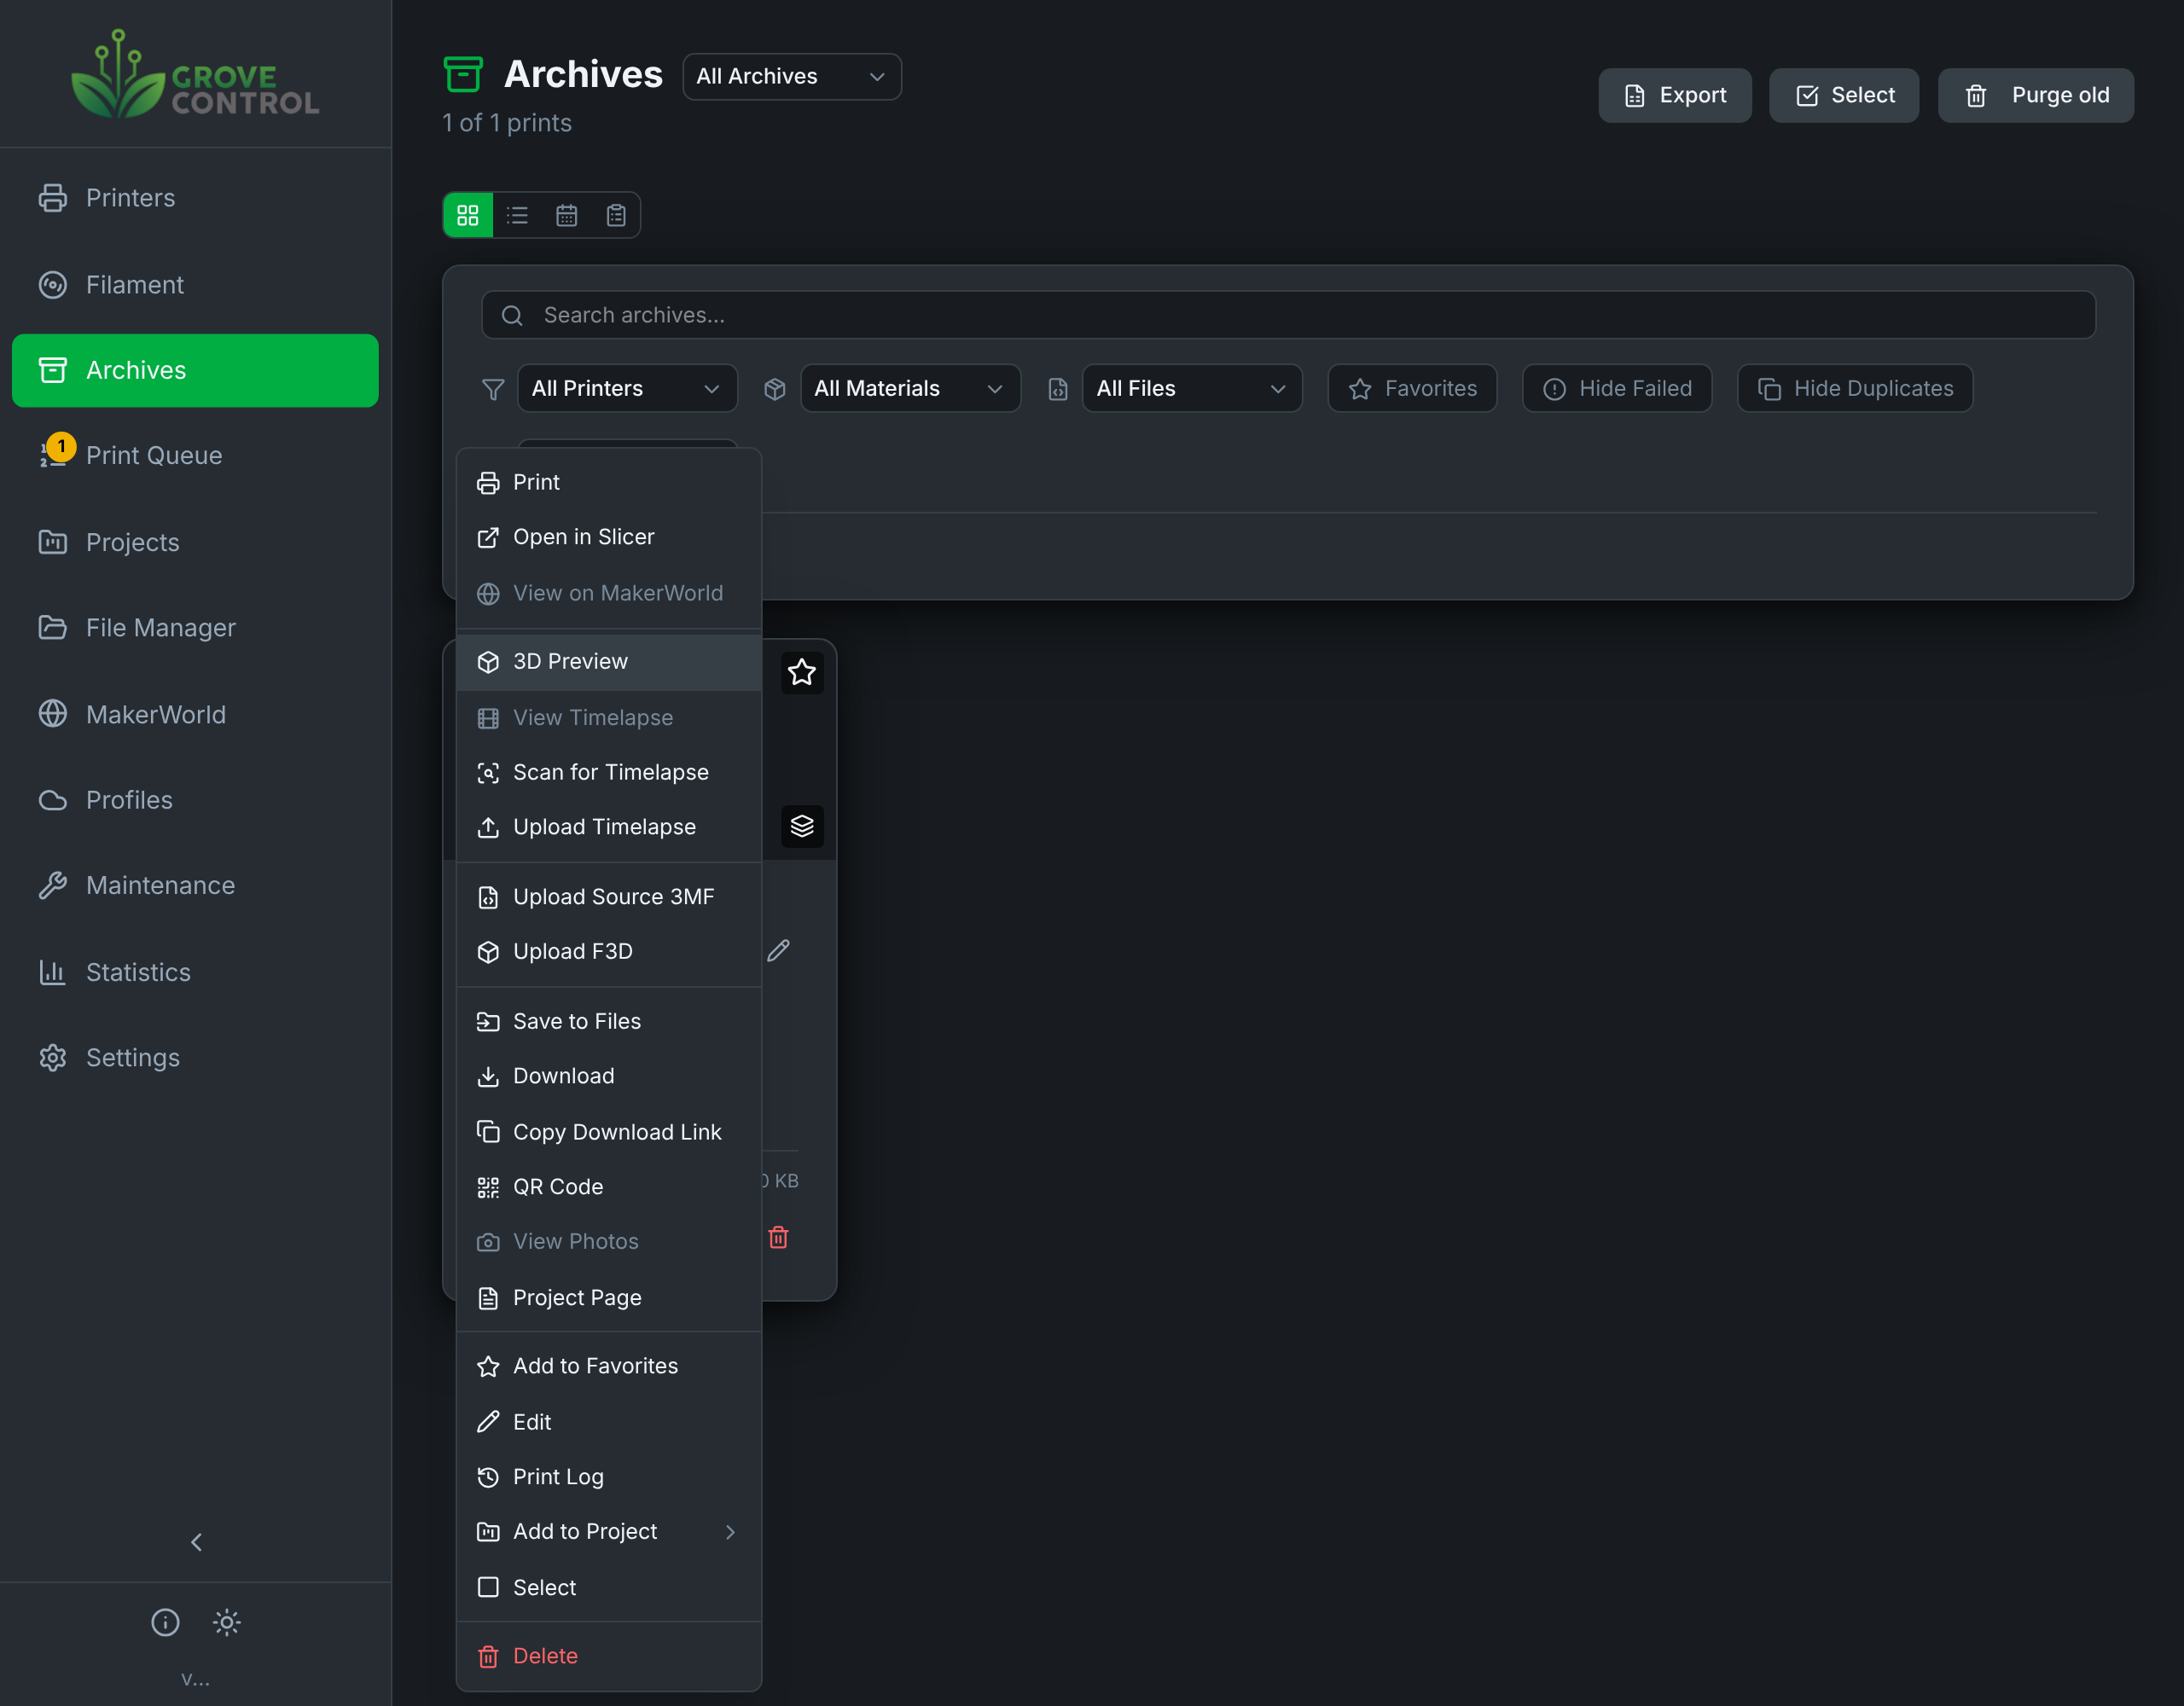 GROVE
CONTROL
Printers
Filament
Archives
1
Print Queue
Projects
File Manager
MakerWorld
Profiles
Maintenance
Statistics
Settings
v...
Archives
All Archives
1 of 1 prints
Export
Select
Purge old
Search archives...
All Printers
All Materials
All Files
Favorites
Hide Failed
Hide Duplicates
Print
Open in Slicer
View on MakerWorld
3D Preview
View Timelapse
Scan for Timelapse
Upload Timelapse
Upload Source 3MF
Upload F3D
Save to Files
Download
Copy Download Link
QR Code
View Photos
Project Page
Add to Favorites
Edit
Print Log
Add to Project
Select
Delete
KB